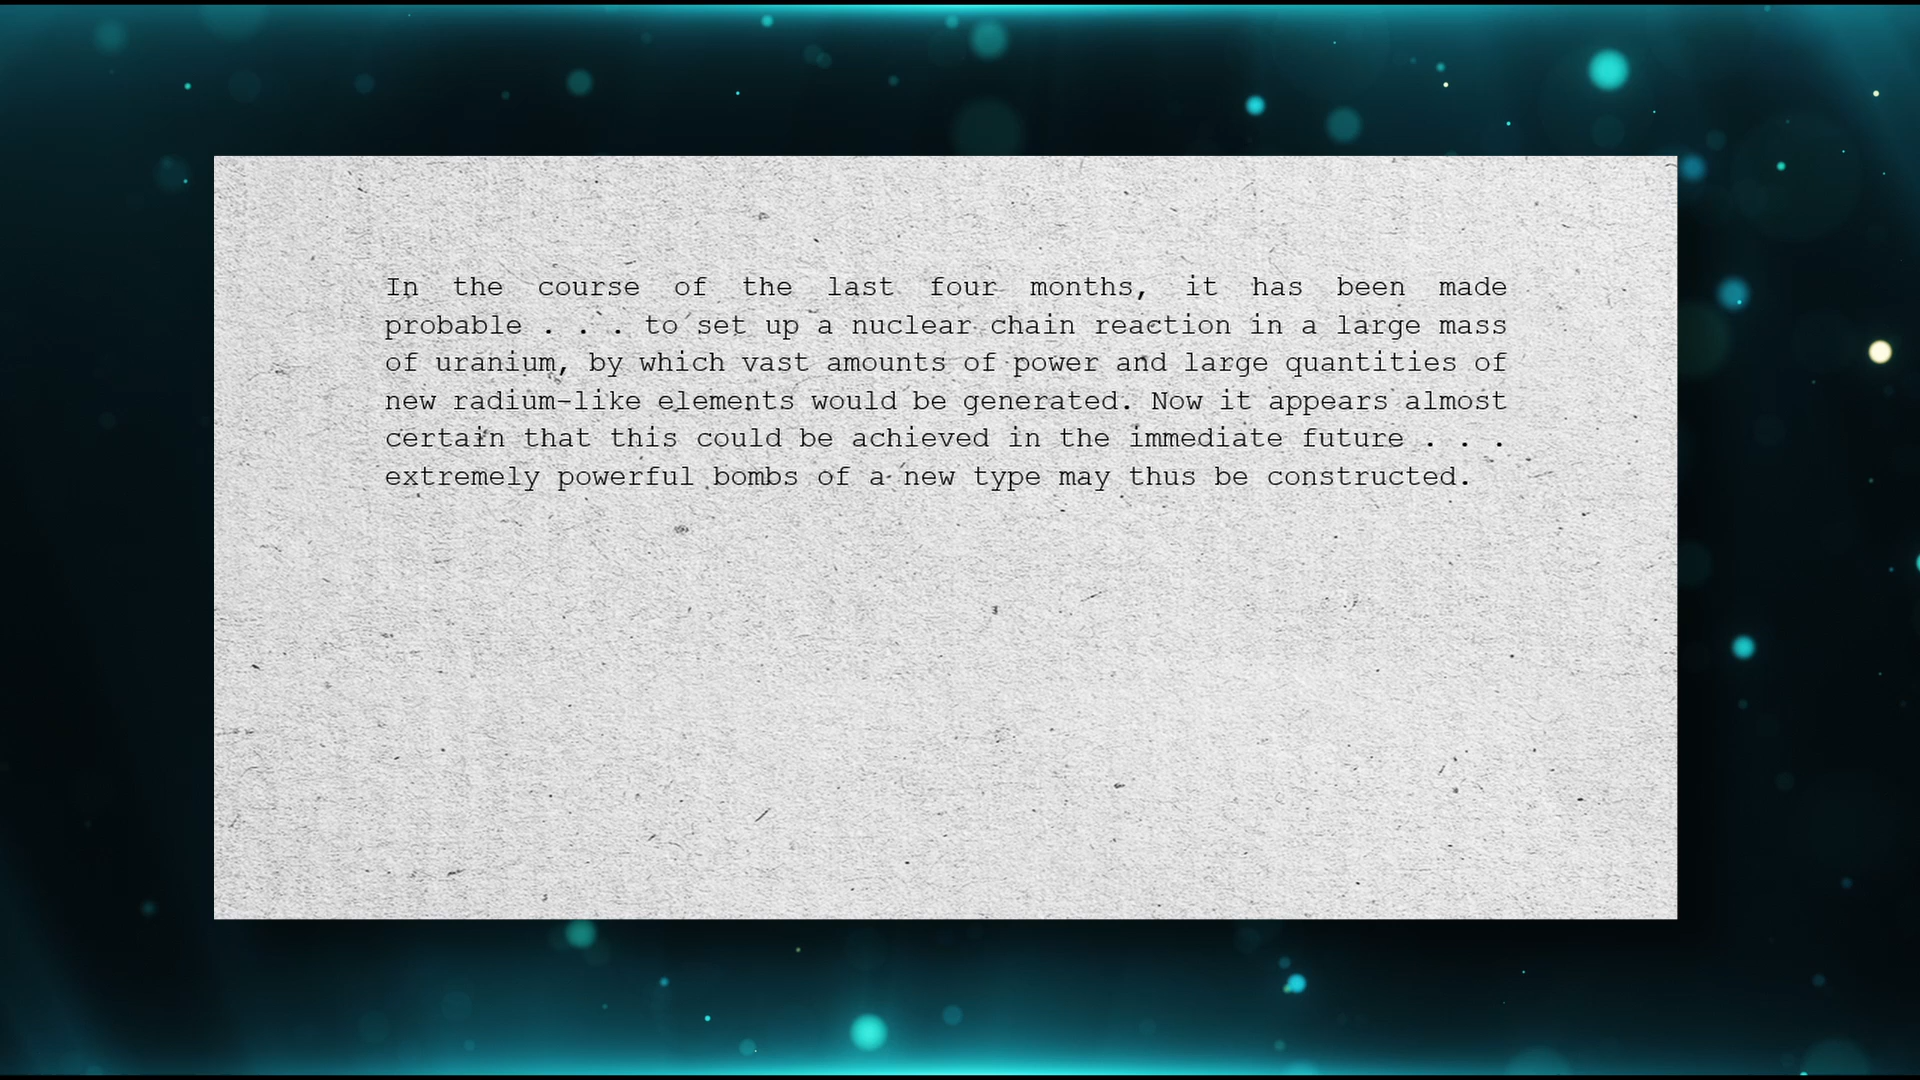 In the course of the last four months, it has been made
probable . . . to set up a nuclear chain reaction in a large mass
of uranium, by which vast amounts of power and large quantities of
new radium-like elements would be generated. Now it appears almost
certain that this could be achieved in the immediate future . . .
extremely powerful bombs of a new type may thus be constructed.